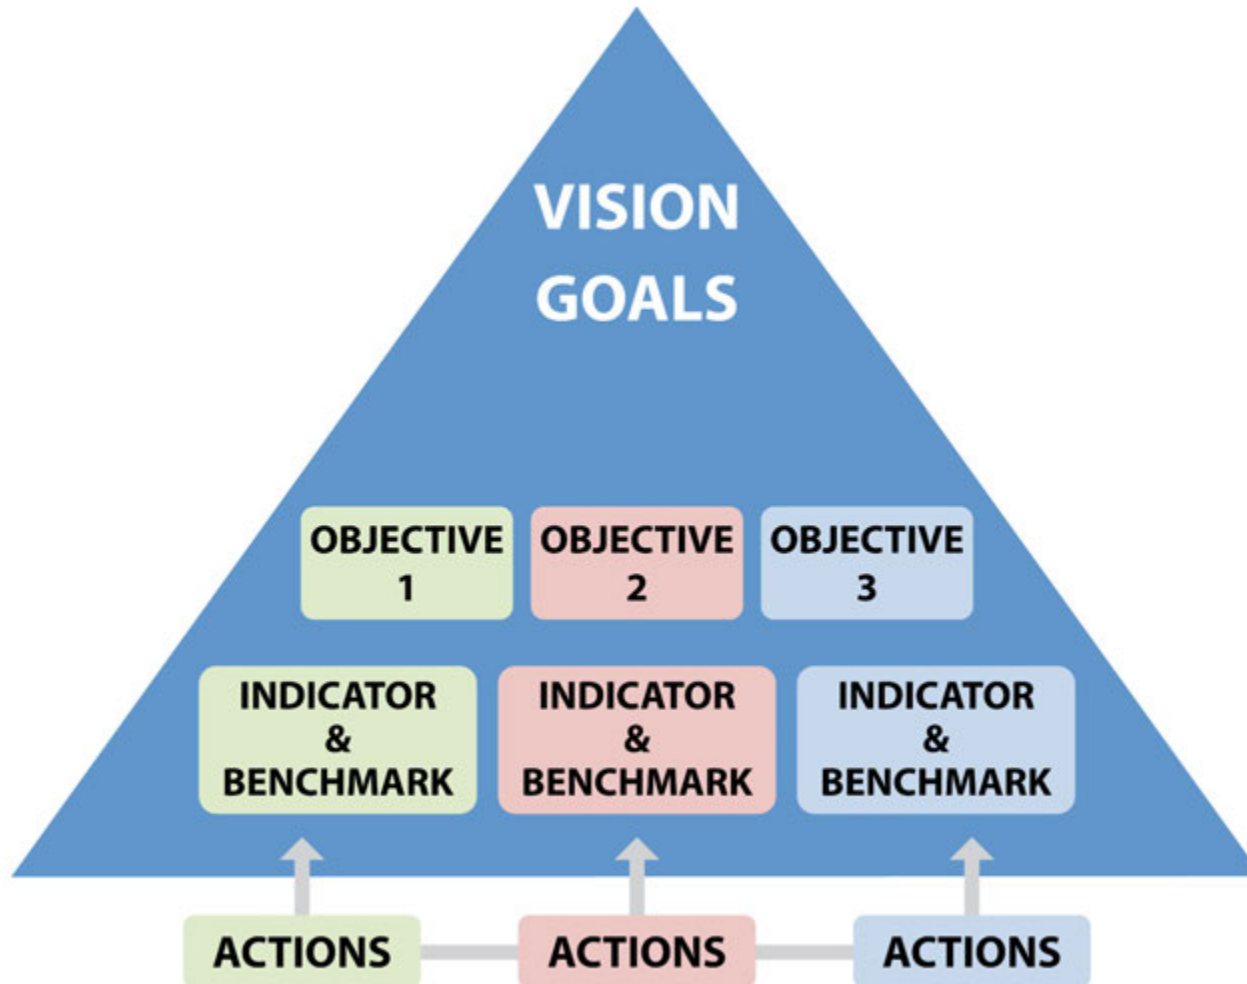 VISION
GOALS
OBJECTIVE
1
OBJECTIVE
2
OBJECTIVE
3
INDICATOR
&
BENCHMARK
INDICATOR
&
BENCHMARK
INDICATOR
&
BENCHMARK
ACTIONS
ACTIONS
ACTIONS